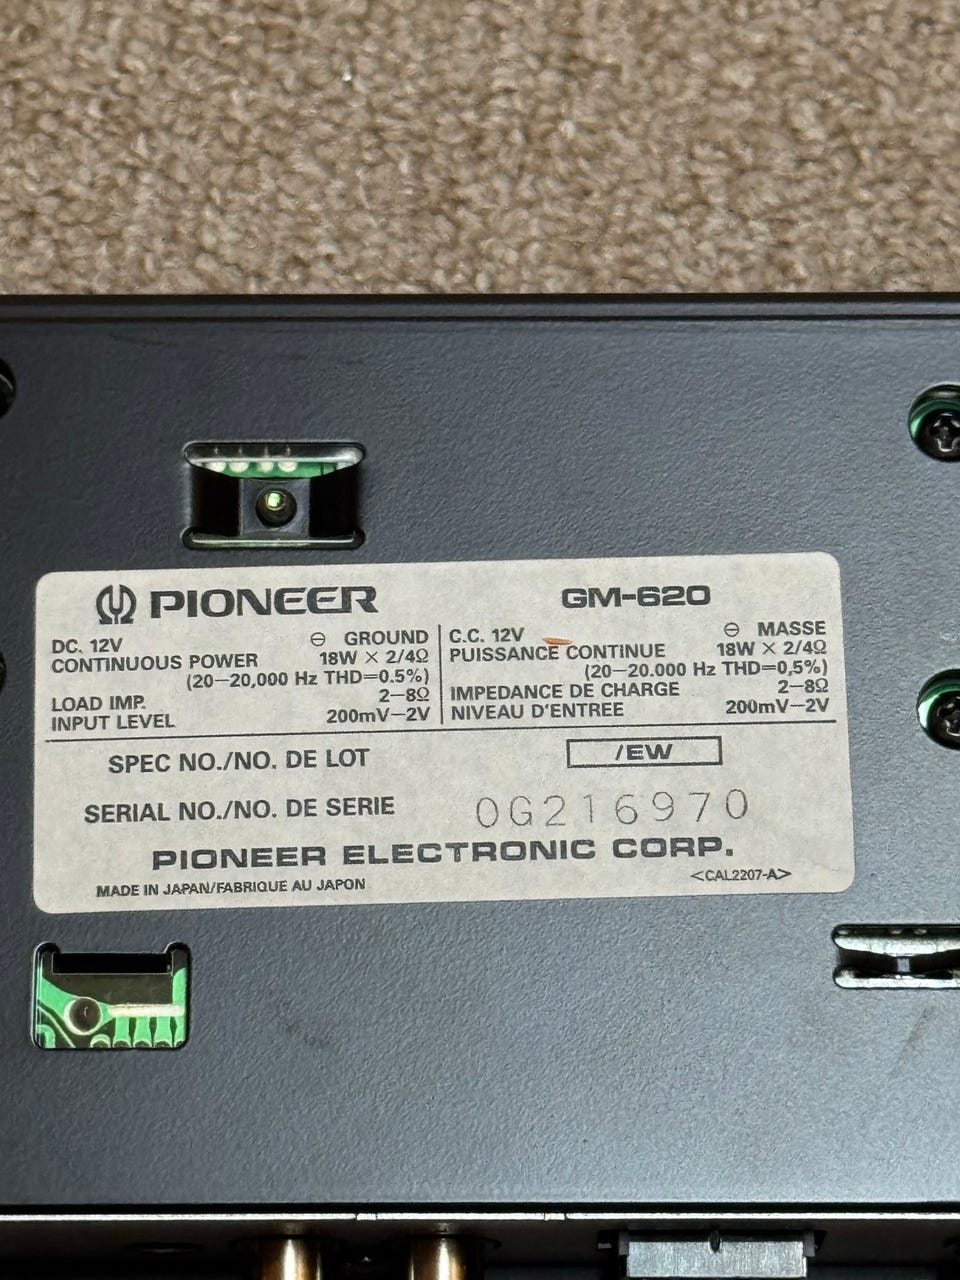 PIONEER GM-620
DC. 12V ⊖ GROUND
CONTINUOUS POWER 18W × 2/4Ω
(20—20,000 Hz THD=0.5%)
LOAD IMP. 2—8Ω
INPUT LEVEL 200mV—2V
C.C. 12V ⊖ MASSE
PUISSANCE CONTINUE 18W × 2/4Ω
(20—20.000 Hz THD=0,5%)
IMPEDANCE DE CHARGE 2—8Ω
NIVEAU D'ENTREE 200mV—2V
SPEC NO./NO. DE LOT /EW
SERIAL NO./NO. DE SERIE 0G216970
PIONEER ELECTRONIC CORP.
MADE IN JAPAN/FABRIQUE AU JAPON <CAL2207-A>